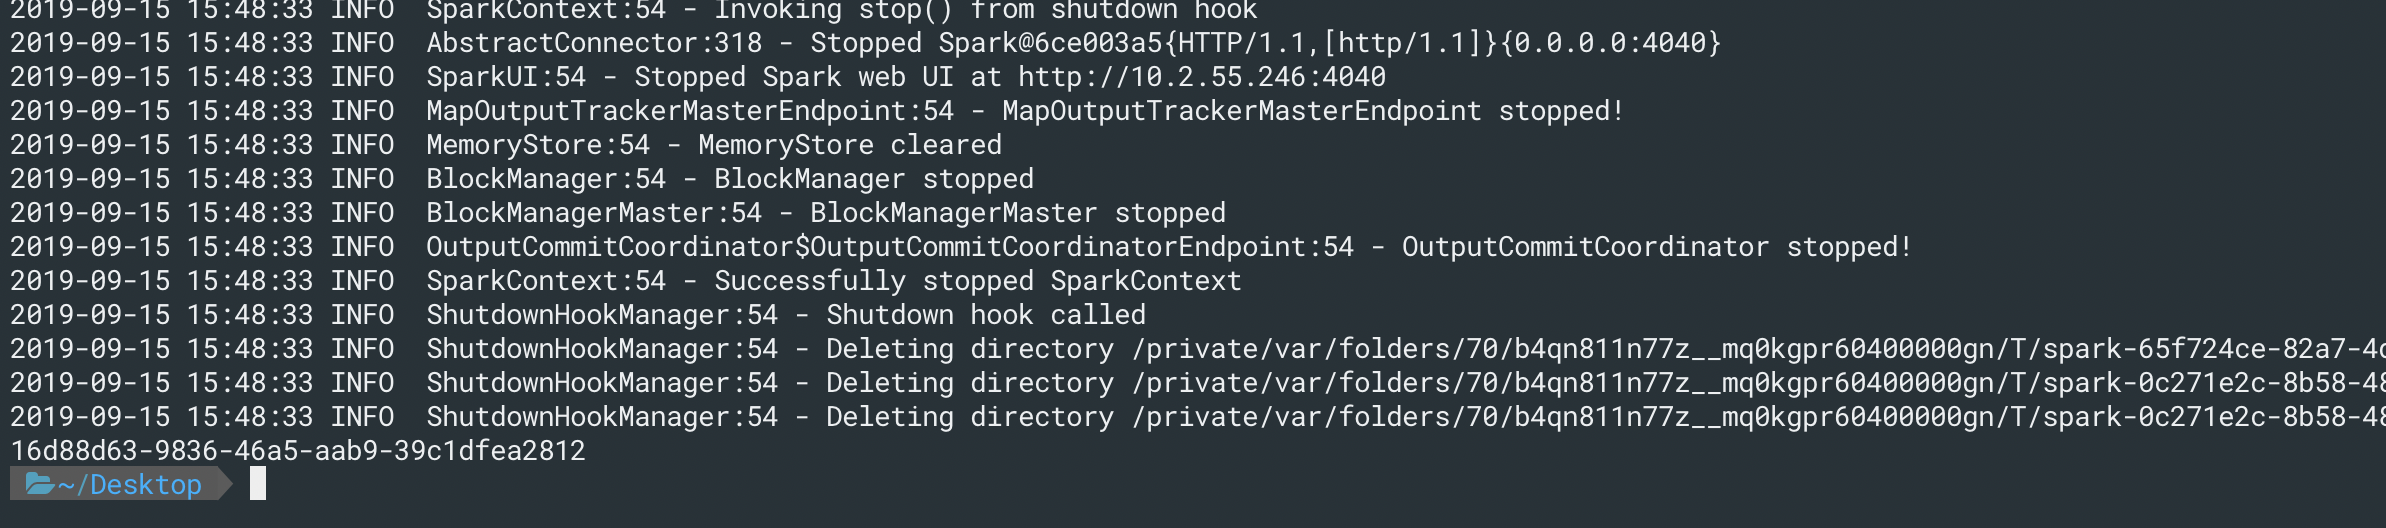 2019-09-15 15:48:33 INFO  SparkContext:54 - Invoking stop() from shutdown hook
2019-09-15 15:48:33 INFO  AbstractConnector:318 - Stopped Spark@6ce003a5{HTTP/1.1,[http/1.1]}{0.0.0.0:4040}
2019-09-15 15:48:33 INFO  SparkUI:54 - Stopped Spark web UI at http://10.2.55.246:4040
2019-09-15 15:48:33 INFO  MapOutputTrackerMasterEndpoint:54 - MapOutputTrackerMasterEndpoint stopped!
2019-09-15 15:48:33 INFO  MemoryStore:54 - MemoryStore cleared
2019-09-15 15:48:33 INFO  BlockManager:54 - BlockManager stopped
2019-09-15 15:48:33 INFO  BlockManagerMaster:54 - BlockManagerMaster stopped
2019-09-15 15:48:33 INFO  OutputCommitCoordinator$OutputCommitCoordinatorEndpoint:54 - OutputCommitCoordinator stopped!
2019-09-15 15:48:33 INFO  SparkContext:54 - Successfully stopped SparkContext
2019-09-15 15:48:33 INFO  ShutdownHookManager:54 - Shutdown hook called
2019-09-15 15:48:33 INFO  ShutdownHookManager:54 - Deleting directory /private/var/folders/70/b4qn811n77z__mq0kgpr60400000gn/T/spark-65f724ce-82a7-4
2019-09-15 15:48:33 INFO  ShutdownHookManager:54 - Deleting directory /private/var/folders/70/b4qn811n77z__mq0kgpr60400000gn/T/spark-0c271e2c-8b58-48
2019-09-15 15:48:33 INFO  ShutdownHookManager:54 - Deleting directory /private/var/folders/70/b4qn811n77z__mq0kgpr60400000gn/T/spark-0c271e2c-8b58-48
16d88d63-9836-46a5-aab9-39c1dfea2812
~/Desktop